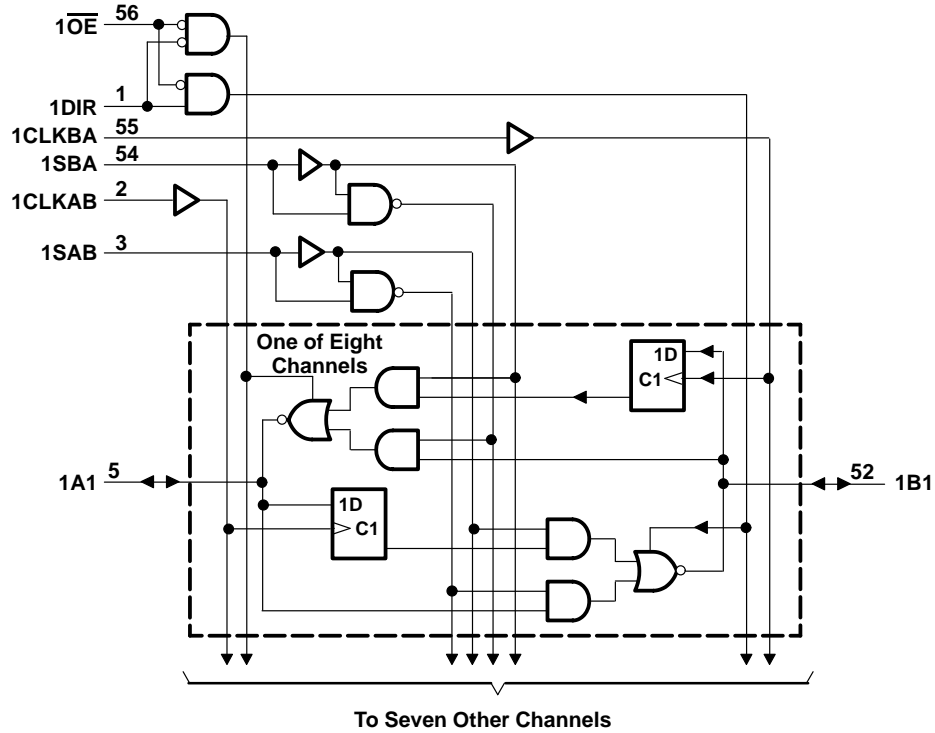 56
1O̅E̅
1
1DIR
55
1CLKBA
54
1SBA
2
1CLKAB
3
1SAB
One of Eight
Channels
1D
C1
5
1A1
52
1B1
1D
C1
To Seven Other Channels